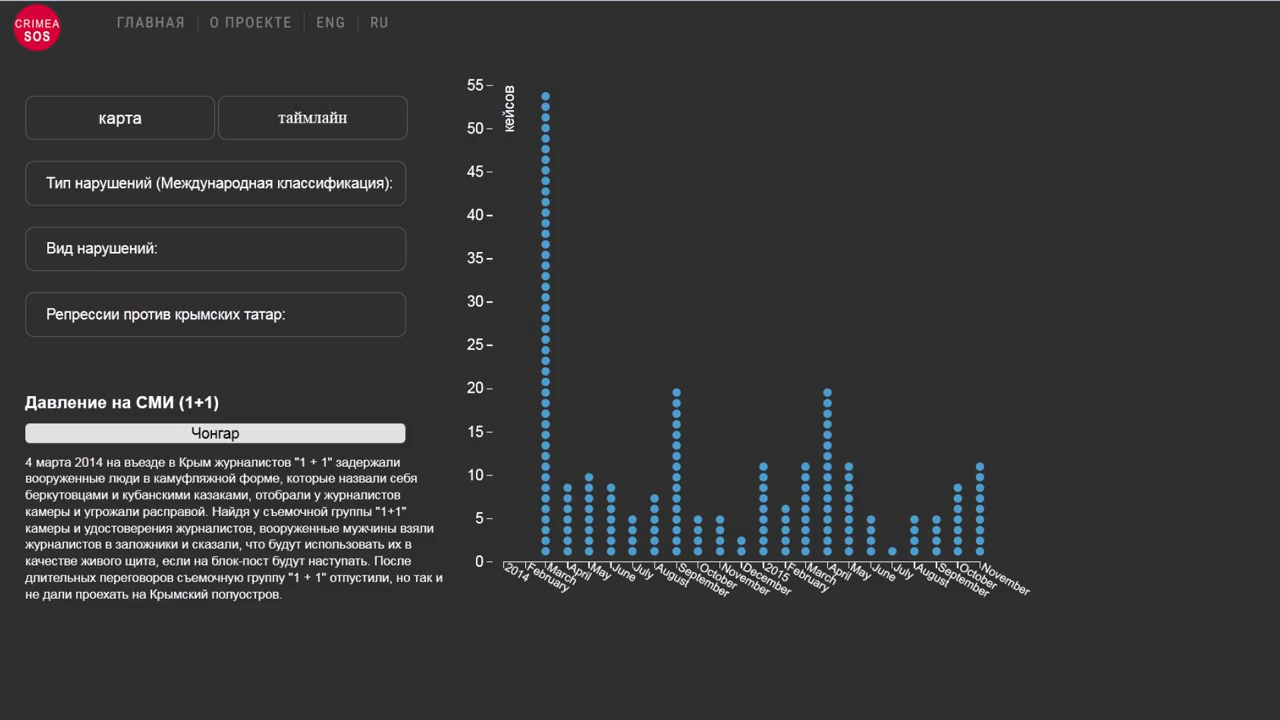 CRIMEA
SOS
ГЛАВНАЯ
О ПРОЕКТЕ
ENG
RU
карта
таймлайн
Тип нарушений (Международная классификация):
Вид нарушений:
Репрессии против крымских татар:
Давление на СМИ (1+1)
Чонгар
4 марта 2014 на въезде в Крым журналистов "1 + 1" задержали
вооруженные люди в камуфляжной форме, которые назвали себя
беркутовцами и кубанскими казаками, отобрали у журналистов
камеры и угрожали расправой. Найдя у съемочной группы "1+1"
камеры и удостоверения журналистов, вооруженные мужчины взяли
журналистов в заложники и сказали, что будут использовать их в
качестве живого щита, если на блок-пост будут наступать. После
длительных переговоров съемочную группу "1 + 1" отпустили, но так и
не дали проехать на Крымский полуостров.
кейсов
55
50
45
40
35
30
25
20
15
10
5
0
2014
February
March
April
May
June
July
August
September
October
November
December
2015
February
March
April
May
June
July
August
September
October
November